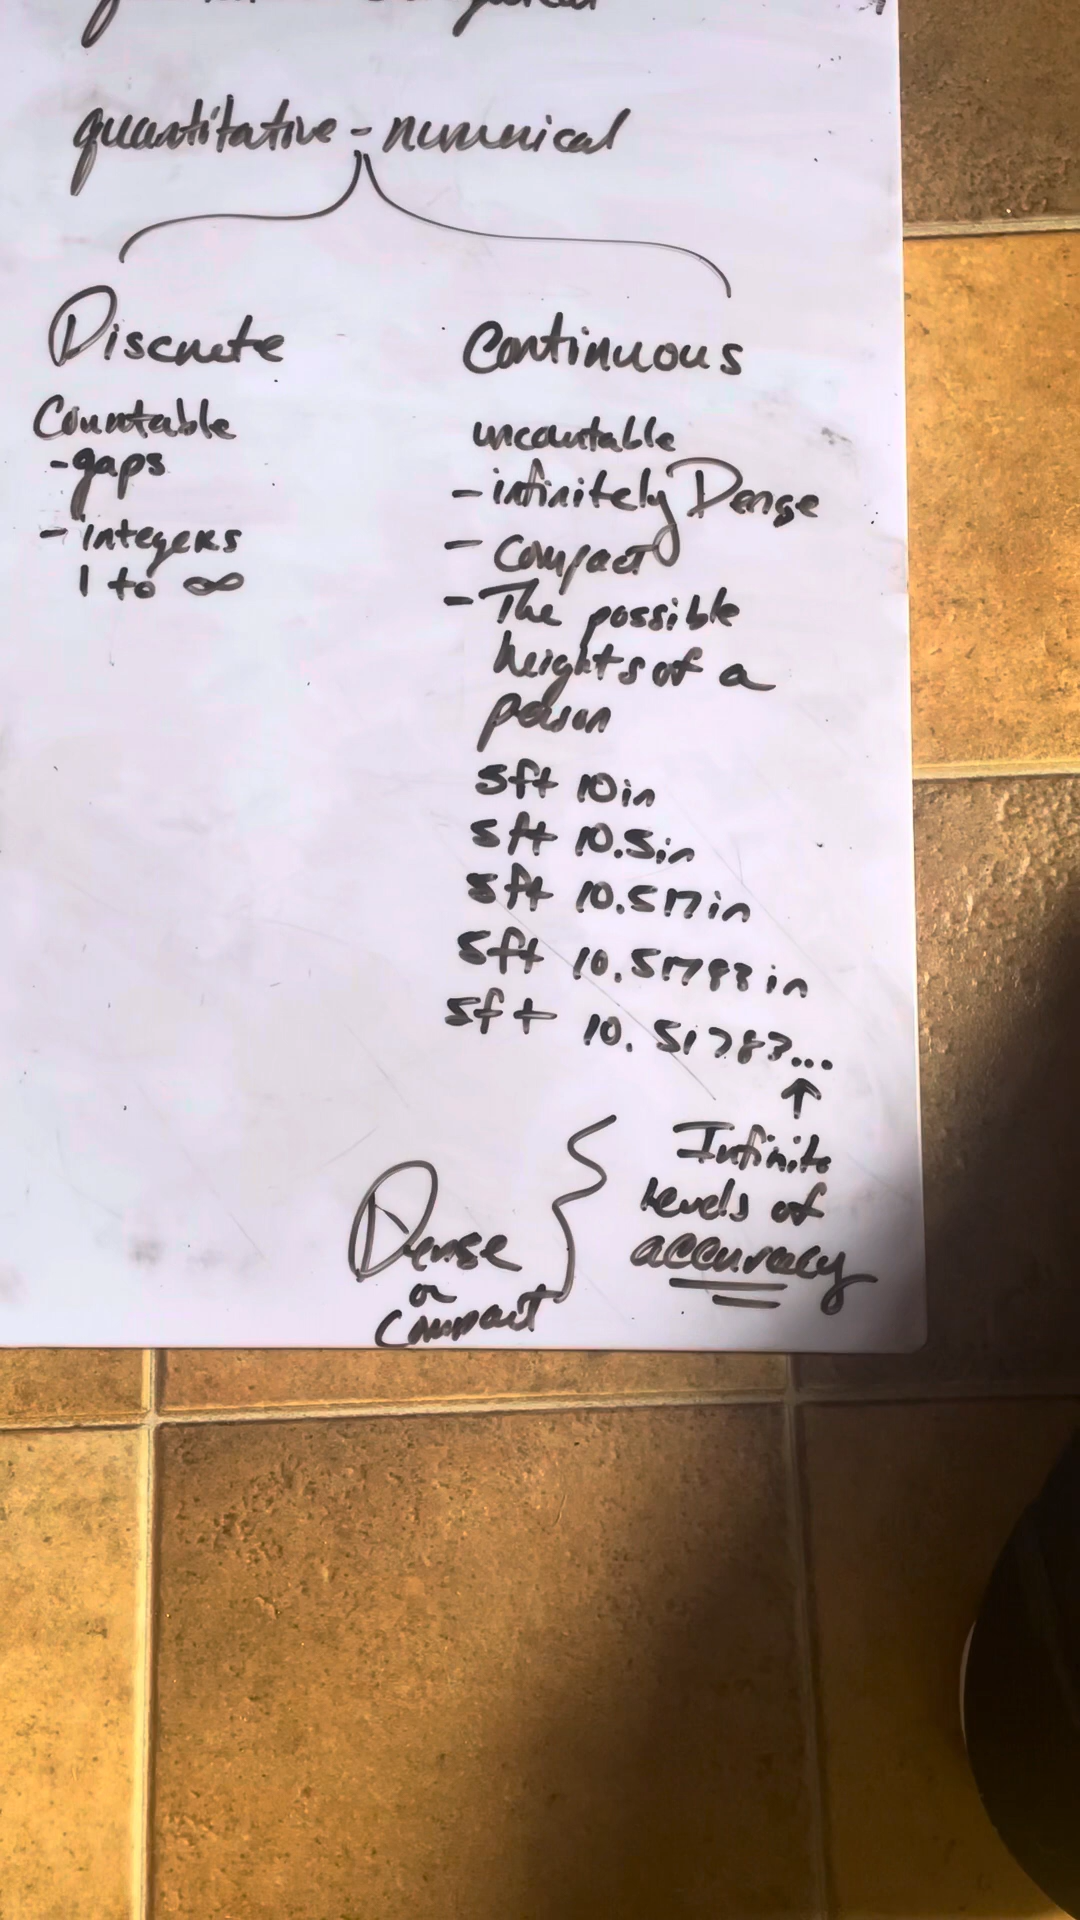 quantitative - numerical
Discrete
Countable
- gaps
- integers
1 to ∞
Continuous
uncountable
- infinitely Dense
- Compact
- The possible
heights of a
person
5ft 10in
5ft 10.5in
5ft 10.517in
5ft 10.51783in
5ft 10.51783...
↑
Infinite
levels of
accuracy
Dense
or
Compact